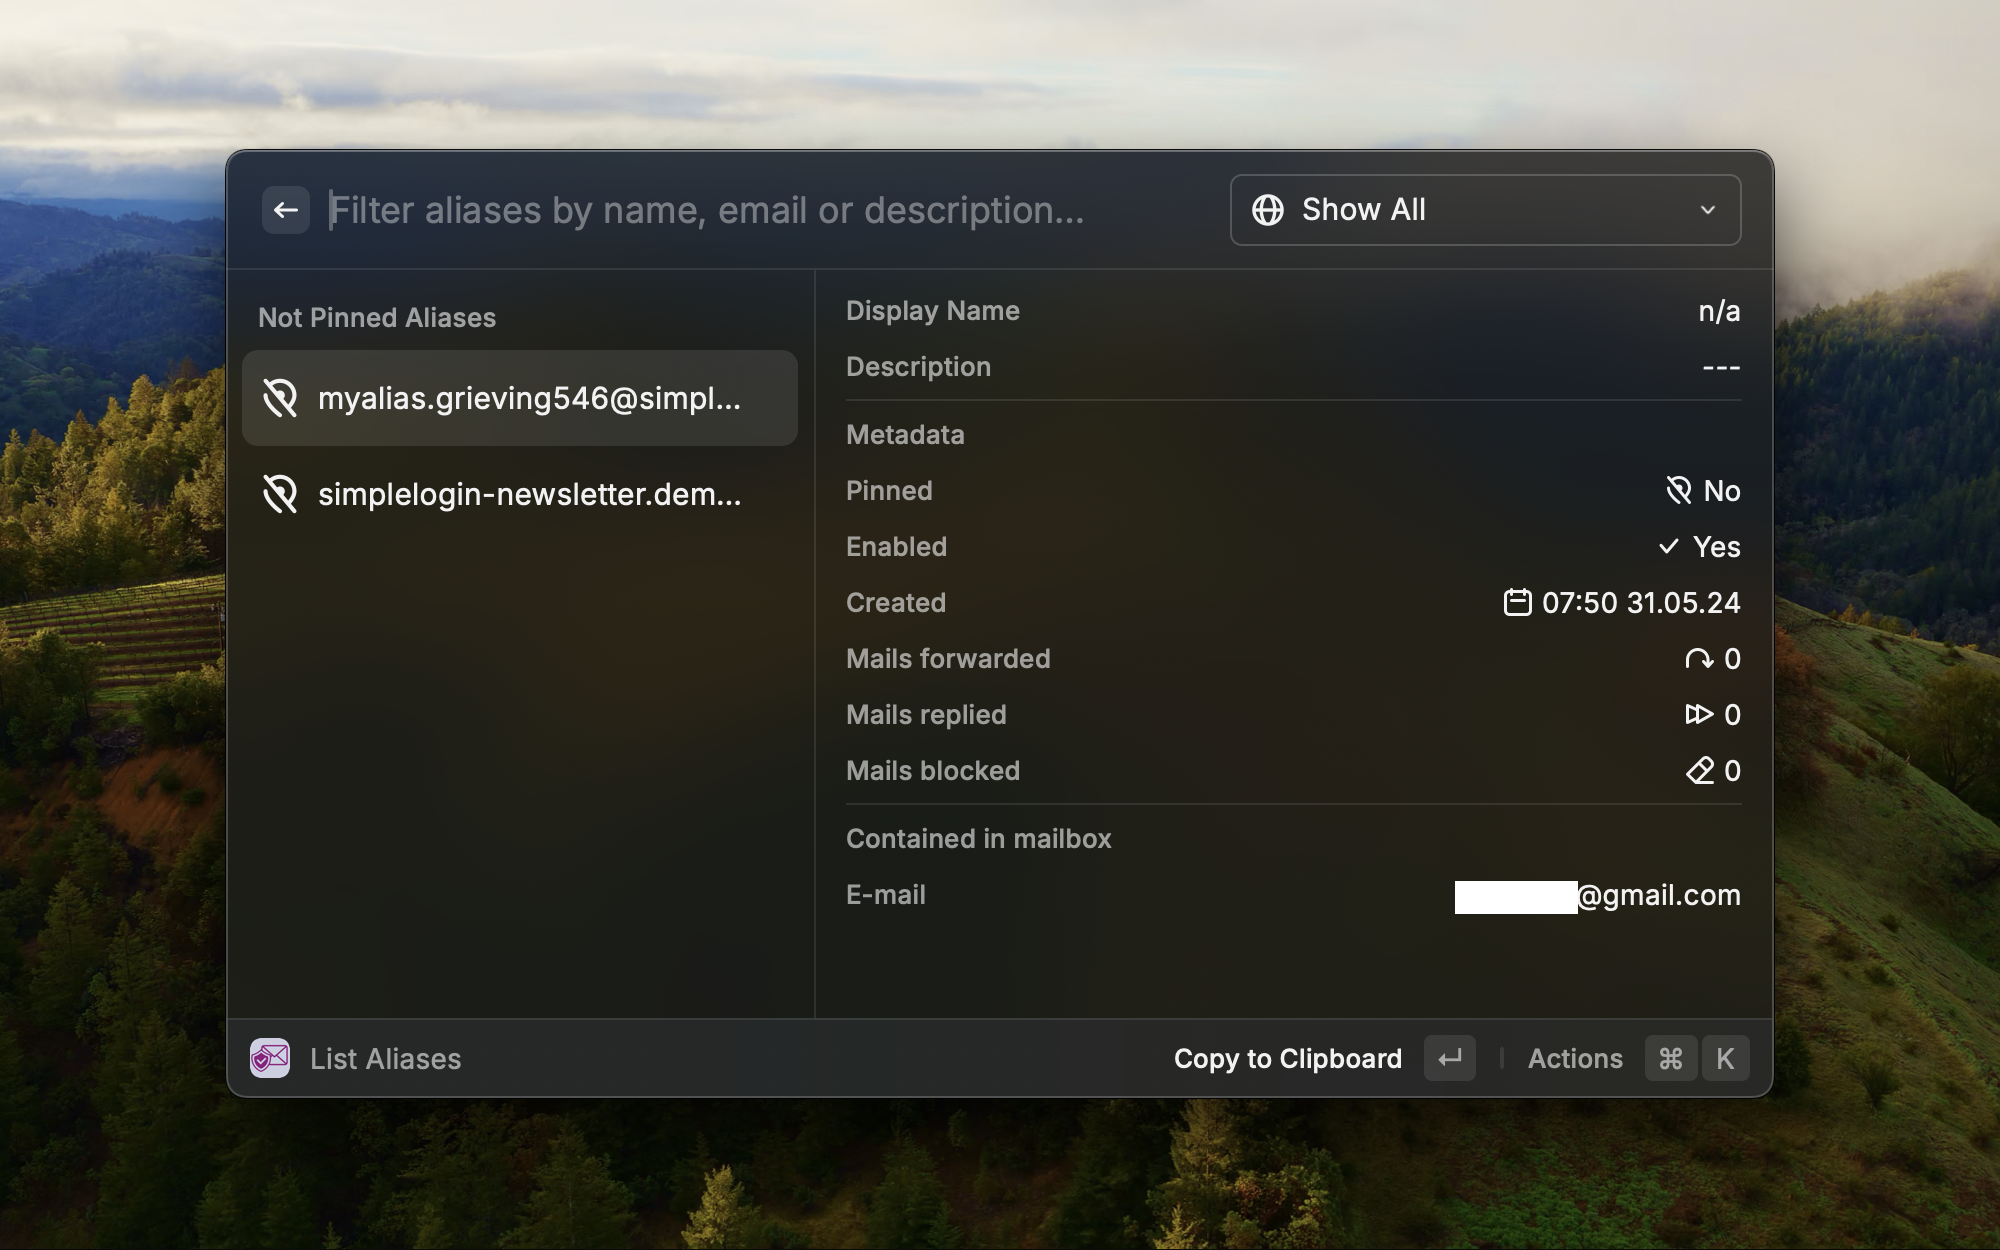 Filter aliases by name, email or description...
Show All
Not Pinned Aliases
myalias.grieving546@simpl...
simplelogin-newsletter.dem...
Display Name n/a
Description ---
Metadata
Pinned No
Enabled Yes
Created 07:50 31.05.24
Mails forwarded 0
Mails replied 0
Mails blocked 0
Contained in mailbox
E-mail @gmail.com
List Aliases
Copy to Clipboard
Actions ⌘ K